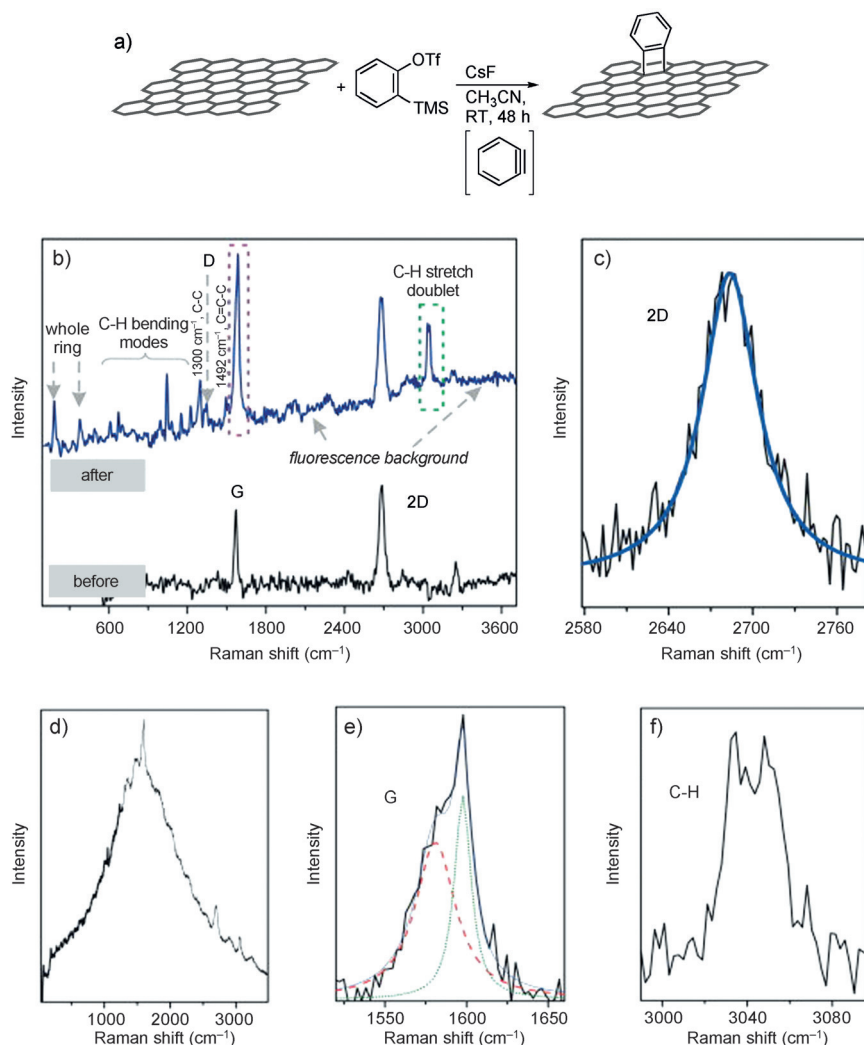 a)
OTf
TMS
+
CsF
CH₃CN,
RT, 48 h
b)
D
C-H stretch
doublet
whole
ring
C-H bending
modes
1300 cm⁻¹, C-C
1492 cm⁻¹, C=C-C
fluorescence background
after
G
2D
before
Intensity
600 1200 1800 2400 3000 3600
Raman shift (cm⁻¹)
c)
2D
Intensity
2580 2640 2700 2760
Raman shift (cm⁻¹)
d)
Intensity
1000 2000 3000
Raman shift (cm⁻¹)
e)
G
Intensity
1550 1600 1650
Raman shift (cm⁻¹)
f)
C-H
Intensity
3000 3040 3080
Raman shift (cm⁻¹)